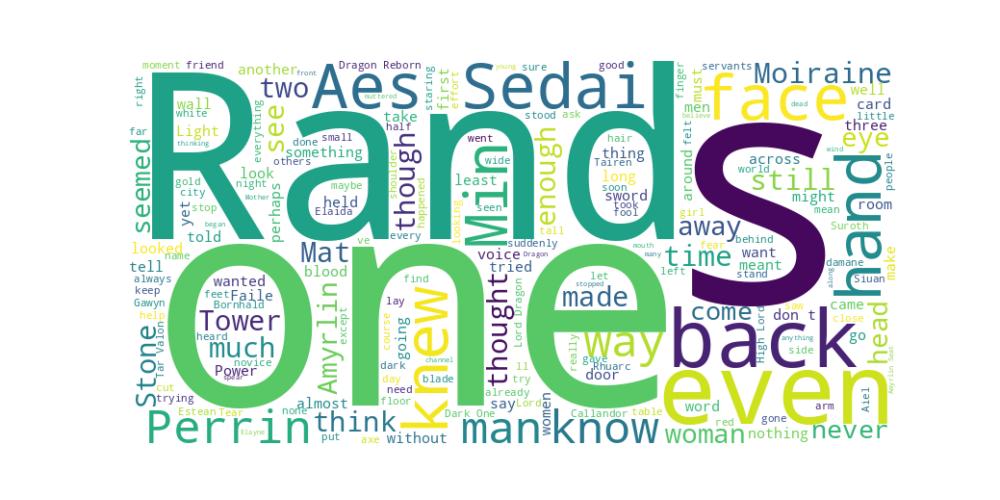 Rand
one
S
moment friend
Dragon Reborn
another
two
Aes Sedai
good
servants
Moiraine
face
well
card
little
three
eye
men
must
finger
right
wall
white
Light
thinking
everything
see
muttered
take
half
small
done
something
others
though
shoulder
happened
staring
first
effort
young
sure
stood
ask
went
wide
Min
least
seen
looking
enough
tall
hair
thing
Tairen
long
soon
sword
took
fool
felt
around
girl
dead
believe
across
world
still
might
mean
wind
people
room
Suroth
hand
seemed
far
gold
city
yet
stop
began
told
look
night
Mother
perhaps
maybe
held
Elaida
every
suddenly
Dragon
mouth
many
away
fear
behind
want
meant
stand
time
left
damane
along
Siuan
make
looked
name
tell
always
keep
Gawyn
Bornhald
help
Stone
Tar Valon
cut
trying
wanted
feet
Faile
Tower
heard
much
novice
Power
spear
Mat
ve
blood
Amyrlin
except
voice
tried
find
lay
going
course
dark
day
need
floor
knew
channel
blade
thought
ll
try
already
say
Lord
Lord Dragon
let
stopped
made
really
gave
way
Rhuarc
door
come
saw
don t
came
close
High Lord
anything
side
go
head
back
even
arm
Aiel
Amyrlin Seat
Perrin
Estean
Tear
Elayne
none
almost
think
put
axe
without
Dark One
man
women
Callandor
table
know
word
red
gone
woman
nothing
never
front